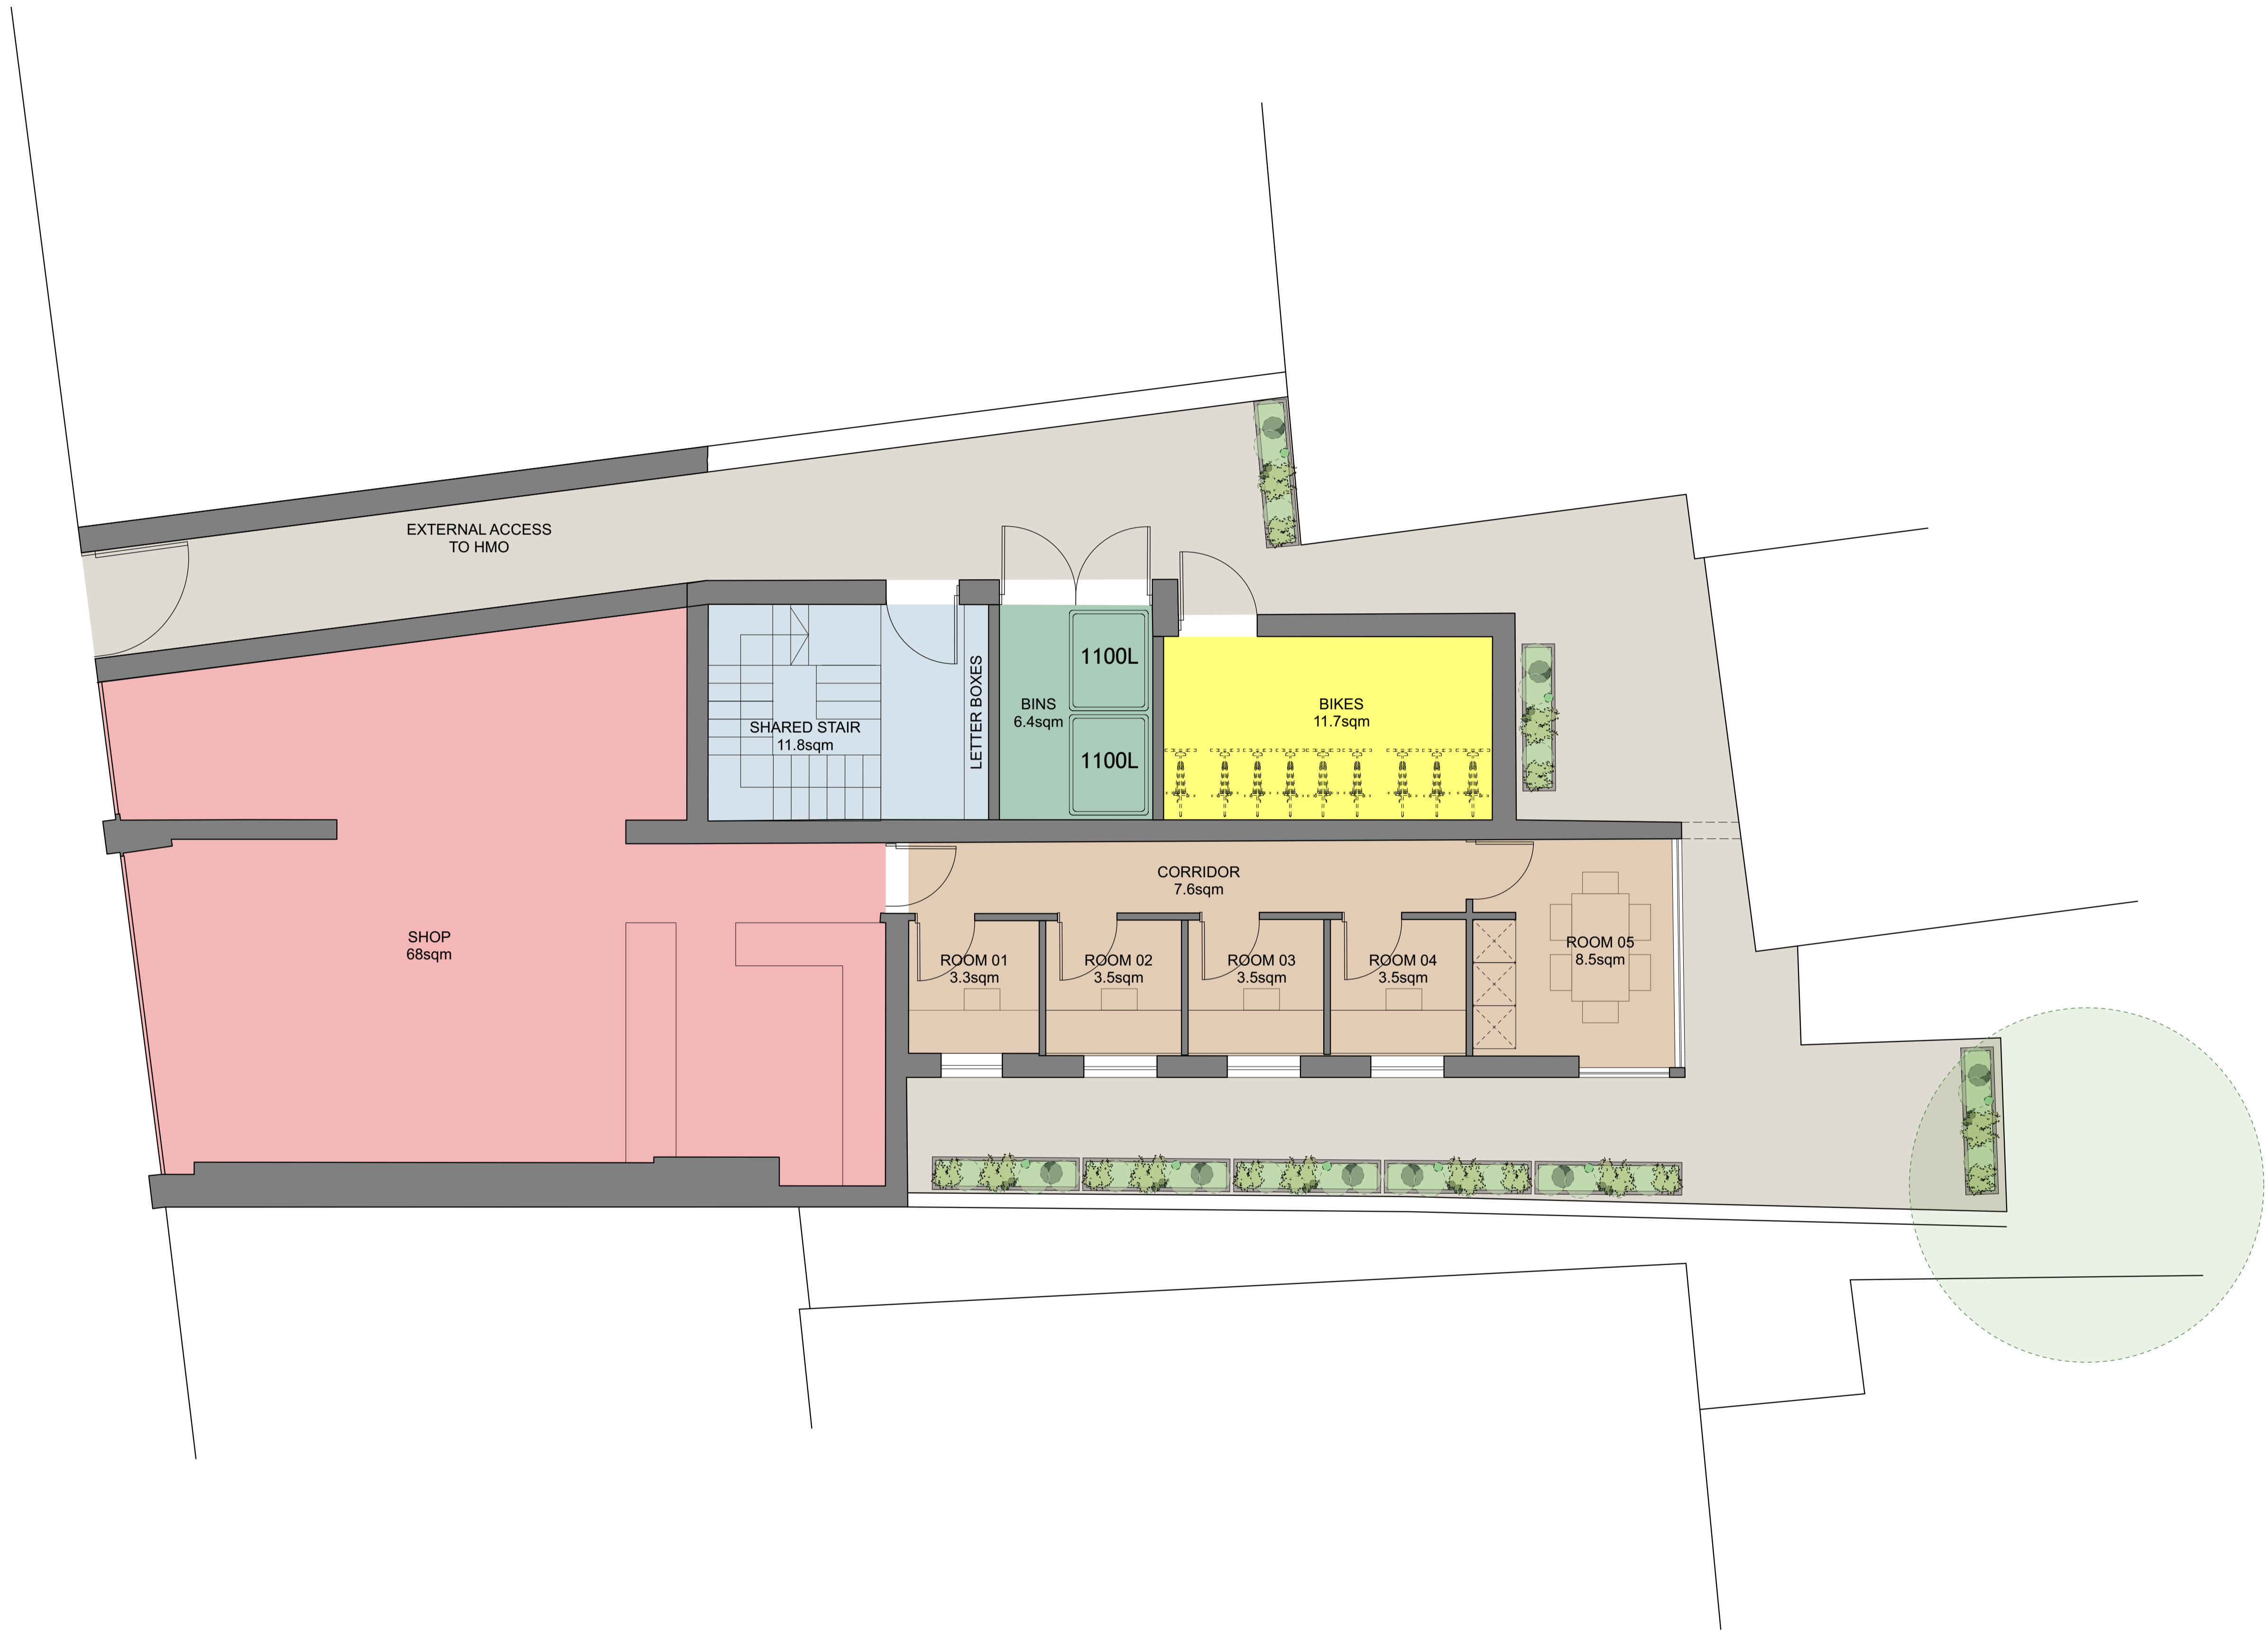 EXTERNAL ACCESS
TO HMO
SHARED STAIR
11.8sqm
LETTER BOXES
BINS
6.4sqm
1100L
1100L
BIKES
11.7sqm
CORRIDOR
7.6sqm
SHOP
68sqm
ROOM 01
3.3sqm
ROOM 02
3.5sqm
ROOM 03
3.5sqm
ROOM 04
3.5sqm
ROOM 05
8.5sqm